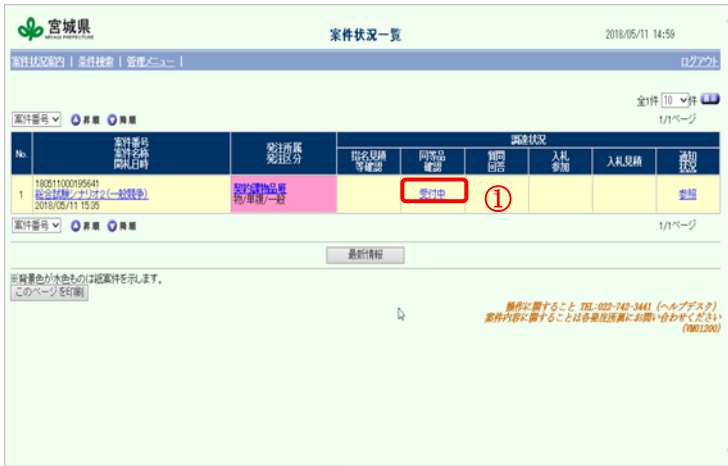 宮城県
MIYAGI PREFECTURE
案件状況一覧
2018/05/11 14:59
案件状況案内 | 条件検索 | 管理メニュー |
ログアウト
全1件 10 件 表示
案件番号 昇順 降順
1/1ページ
No.
案件番号
案件名称
開札日時
発注所属
発注区分
調達状況
指名見積
等確認
同等品
確認
質問
回答
入札
参加
入札見積
通知
状況
1
180511000195641
総合試験シナリオ2(一般競争)
2018/05/11 15:35
契約課物品班
物/単複/一般
受付中
①
参照
案件番号 昇順 降順
1/1ページ
最新情報
※背景色が水色ものは紙案件を示します。
このページを印刷
操作に関すること TEL:022-742-3441 (ヘルプデスク)
案件内容に関することは各発注所属にお問い合わせください
(VM01200)